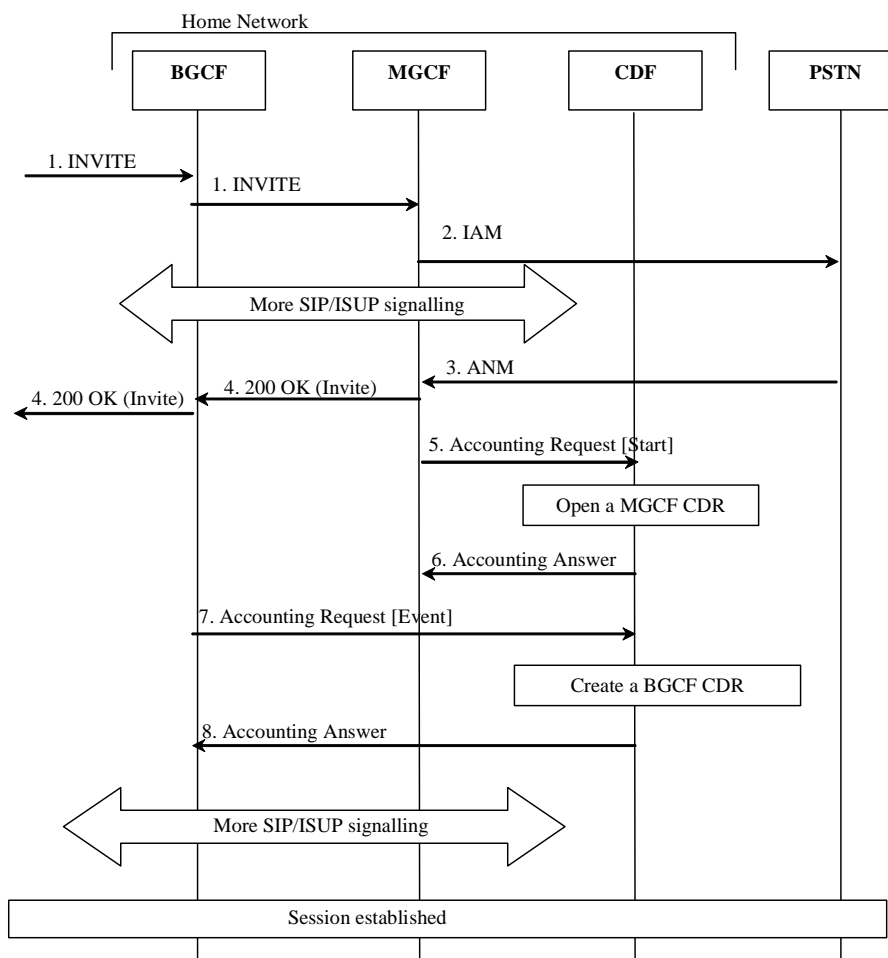 Home Network
BGCF
MGCF
CDF
PSTN
1. INVITE
1. INVITE
2. IAM
More SIP/ISUP signalling
3. ANM
4. 200 OK (Invite)
4. 200 OK (Invite)
5. Accounting Request [Start]
Open a MGCF CDR
6. Accounting Answer
7. Accounting Request [Event]
Create a BGCF CDR
8. Accounting Answer
More SIP/ISUP signalling
Session established